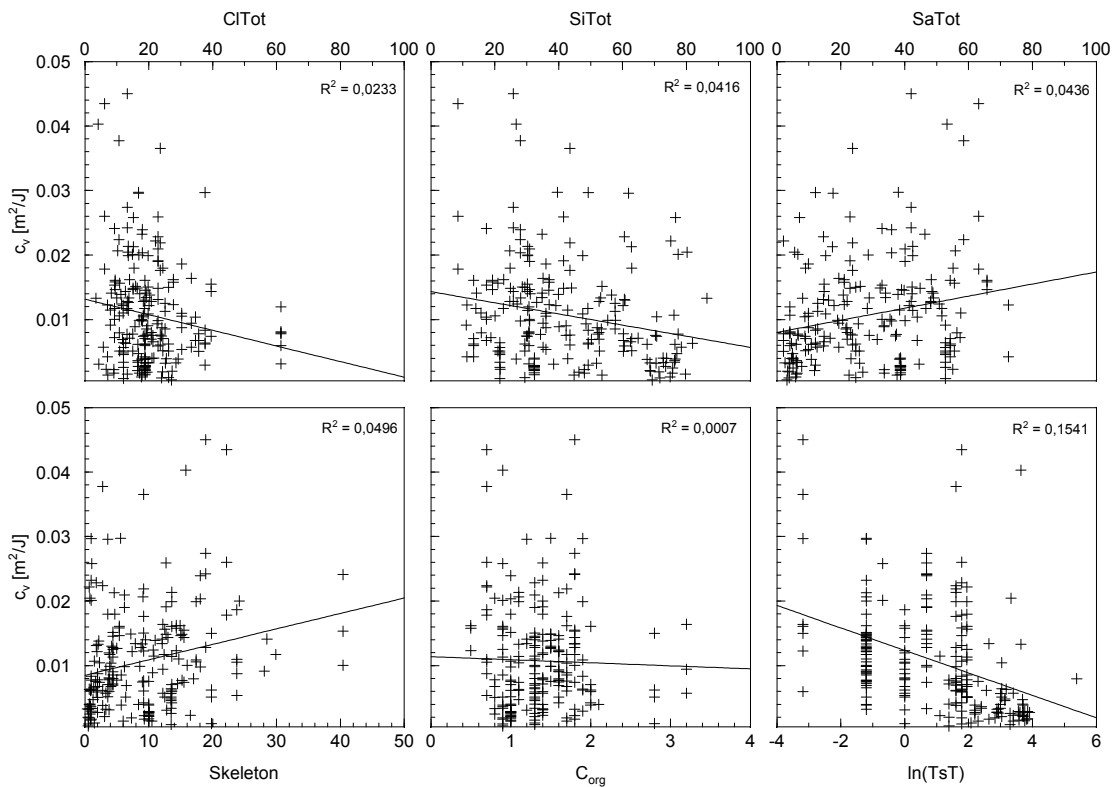 ClTot SiTot SaTot
0 20 40 60 80 100 0 20 40 60 80 100 0 20 40 60 80 100
0.05
R² = 0,0233 R² = 0,0416 R² = 0,0436
0.04
0.03
c_v [m²/J]
0.02
0.01
0.05
R² = 0,0496 R² = 0,0007 R² = 0,1541
0.04
0.03
c_v [m²/J]
0.02
0.01
0 10 20 30 40 50 0 1 2 3 4 -4 -2 0 2 4 6
Skeleton C_org ln(TsT)